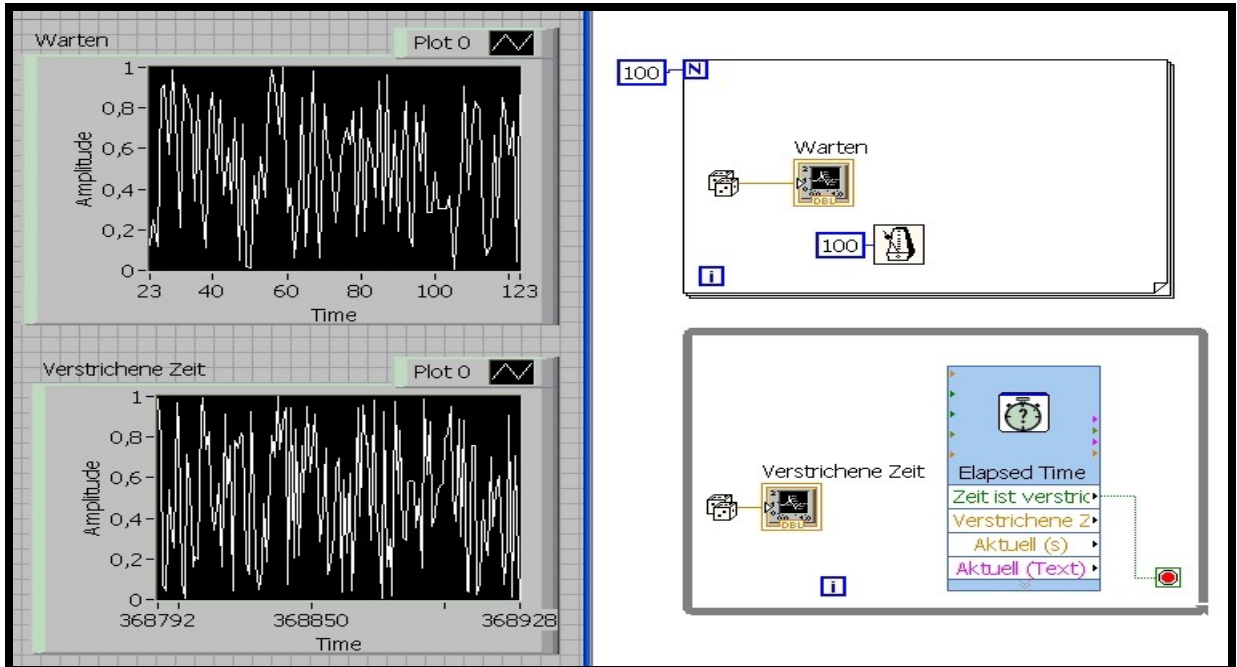 Warten
Plot 0
1
0,8
0,6
0,4
0,2
0
Amplitude
23 40 60 80 100 123
Time
Verstrichene Zeit
Plot 0
1
0,8
0,6
0,4
0,2
0
Amplitude
368792 368850 368928
Time
100 N
Warten
DBL
100
i
Verstrichene Zeit
DBL
i
?
Elapsed Time
Zeit ist verstric
Verstrichene Z
Aktuell (s)
Aktuell (Text)